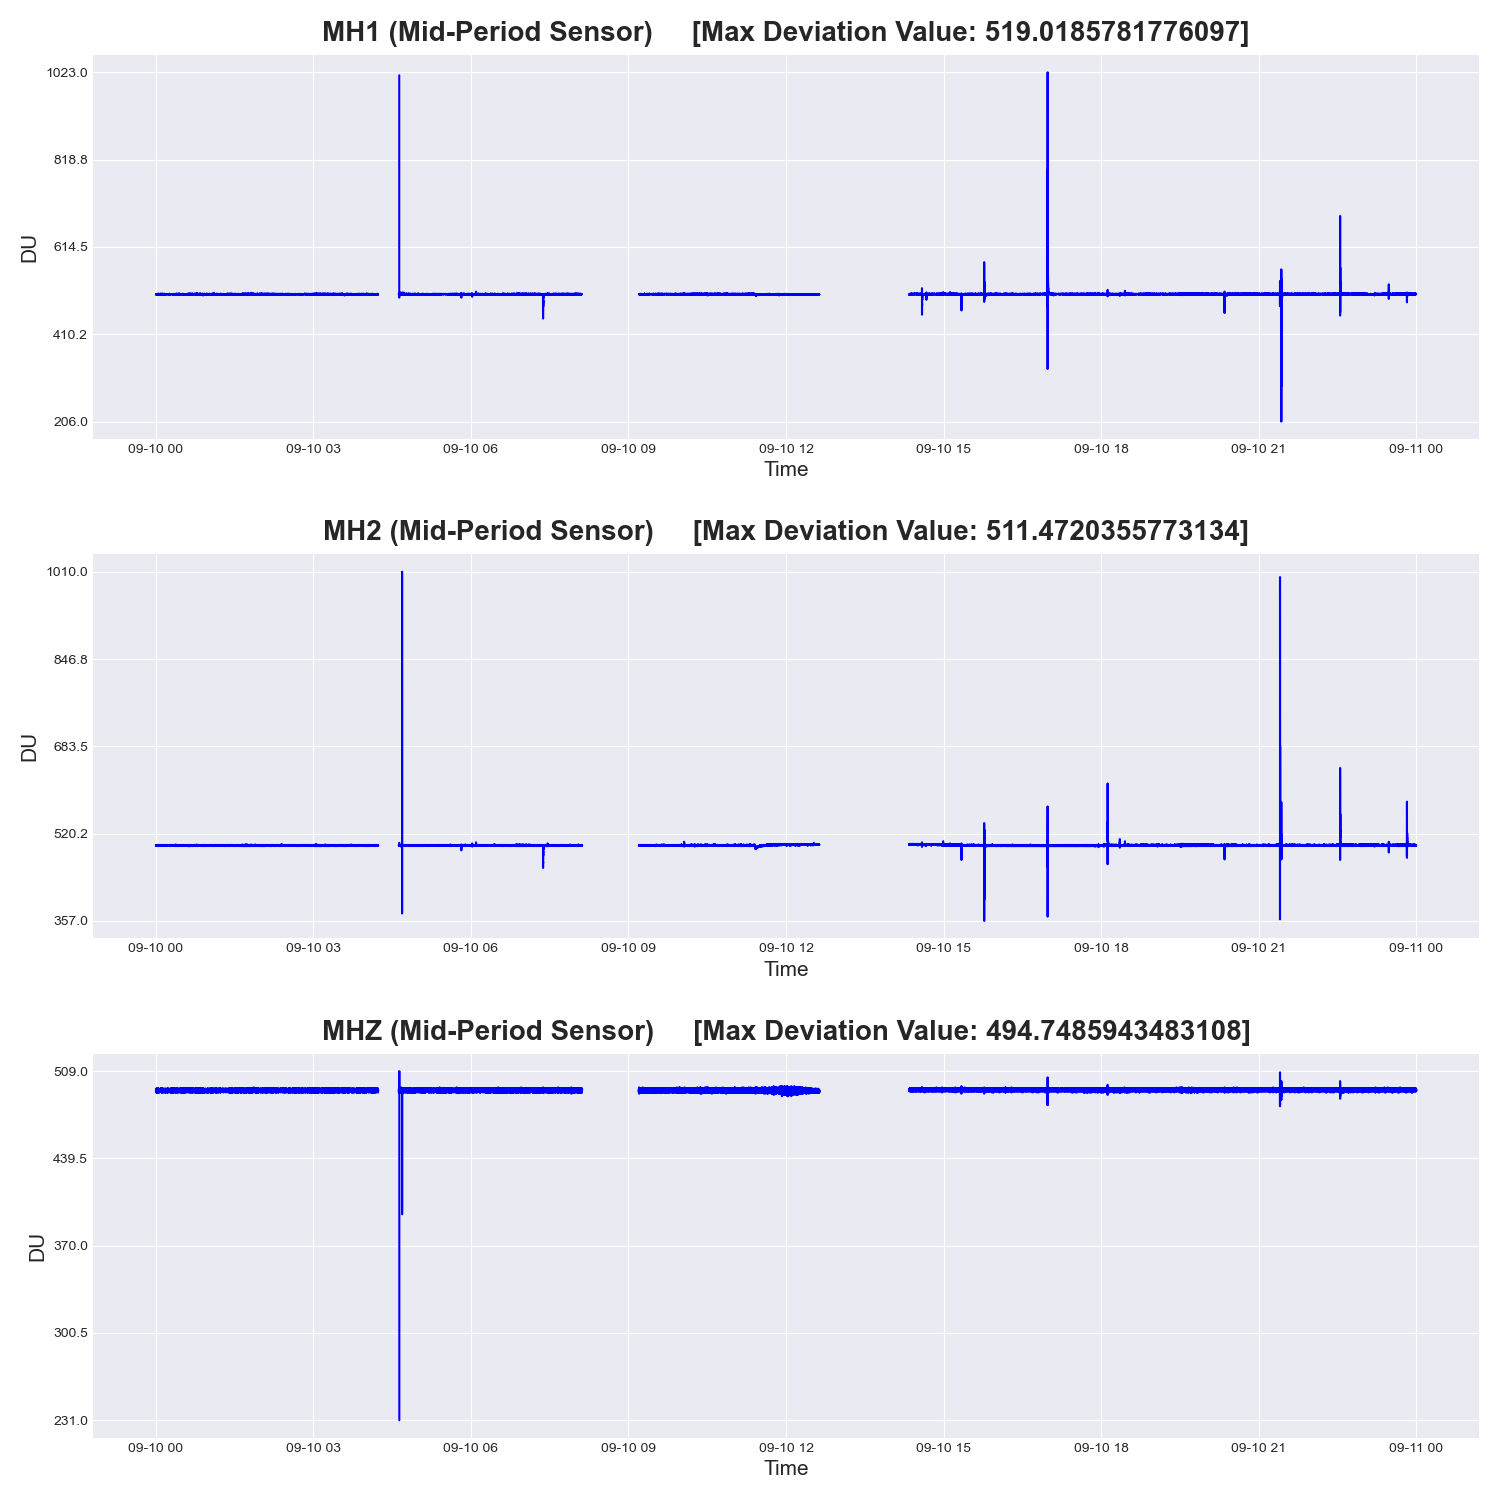 MH1 (Mid-Period Sensor) [Max Deviation Value: 519.0185781776097]
1023.0
818.8
614.5
410.2
206.0
DU
09-10 00 09-10 03 09-10 06 09-10 09 09-10 12 09-10 15 09-10 18 09-10 21 09-11 00
Time
MH2 (Mid-Period Sensor) [Max Deviation Value: 511.4720355773134]
1010.0
846.8
683.5
520.2
357.0
DU
09-10 00 09-10 03 09-10 06 09-10 09 09-10 12 09-10 15 09-10 18 09-10 21 09-11 00
Time
MHZ (Mid-Period Sensor) [Max Deviation Value: 494.7485943483108]
509.0
439.5
370.0
300.5
231.0
DU
09-10 00 09-10 03 09-10 06 09-10 09 09-10 12 09-10 15 09-10 18 09-10 21 09-11 00
Time